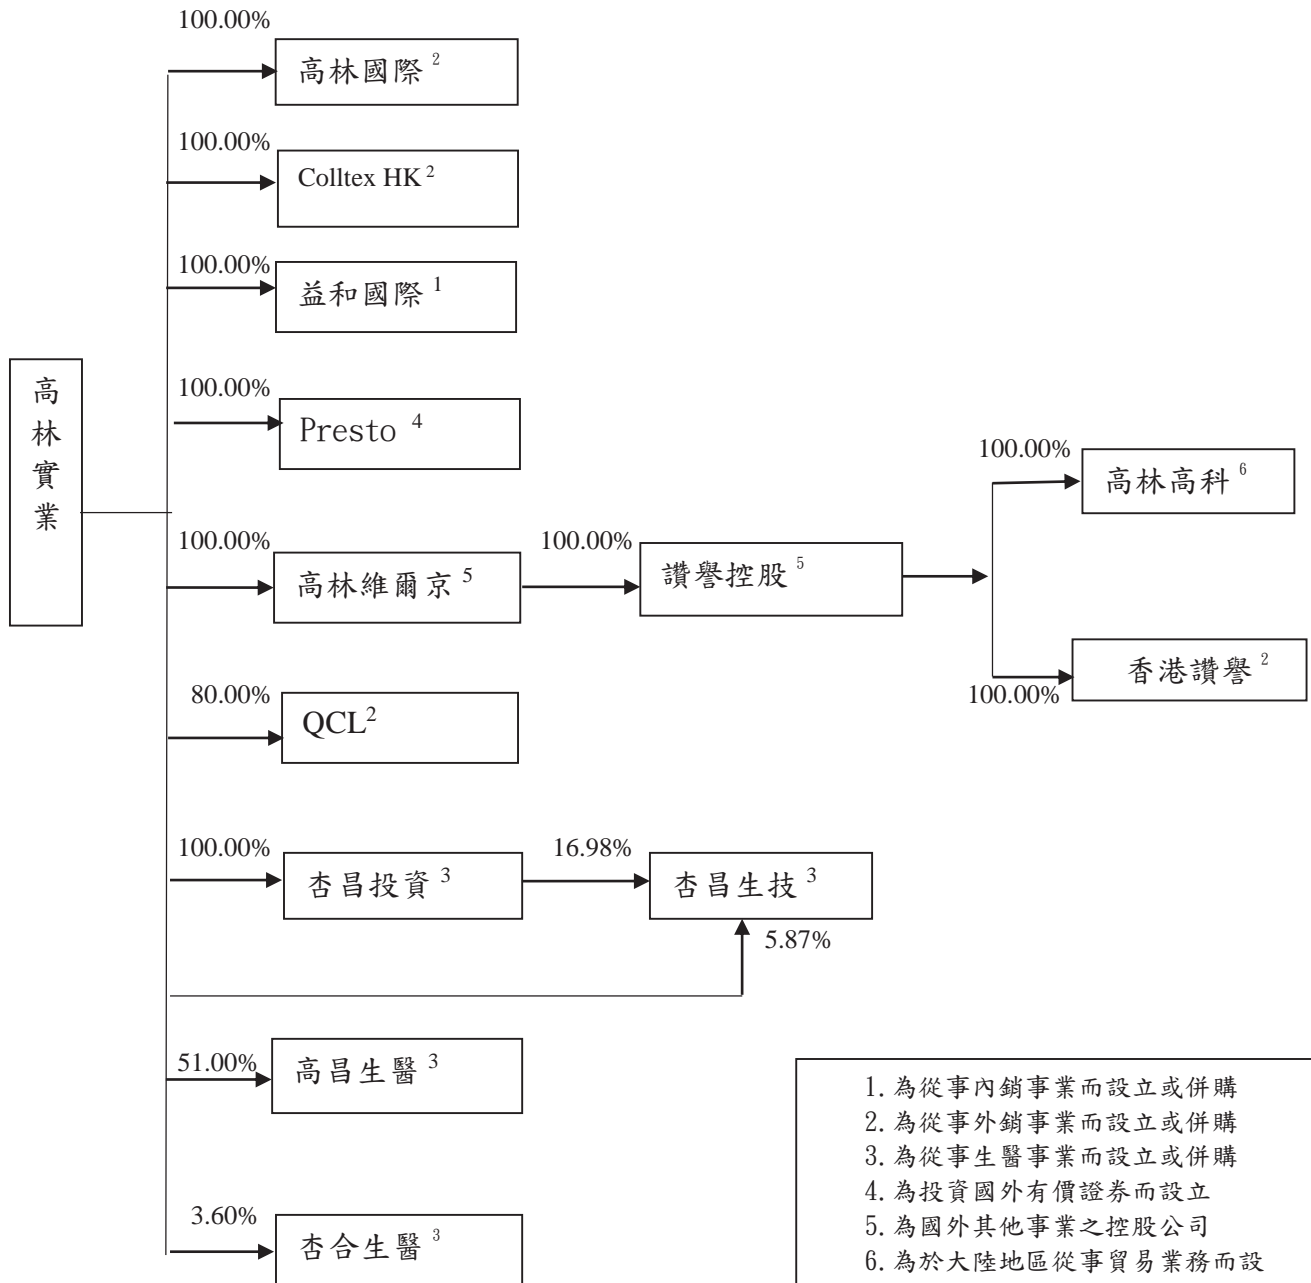 100.00%
高林國際 2
100.00%
Colltex HK 2
100.00%
益和國際 1
高林實業
100.00%
Presto 4
100.00%
高林高科 6
100.00%
高林維爾京 5
100.00%
讚譽控股 5
香港讚譽 2
100.00%
80.00%
QCL2
100.00%
杏昌投資 3
16.98%
杏昌生技 3
5.87%
51.00%
高昌生醫 3
3.60%
杏合生醫 3
1. 為從事內銷事業而設立或併購
2. 為從事外銷事業而設立或併購
3. 為從事生醫事業而設立或併購
4. 為投資國外有價證券而設立
5. 為國外其他事業之控股公司
6. 為於大陸地區從事貿易業務而設